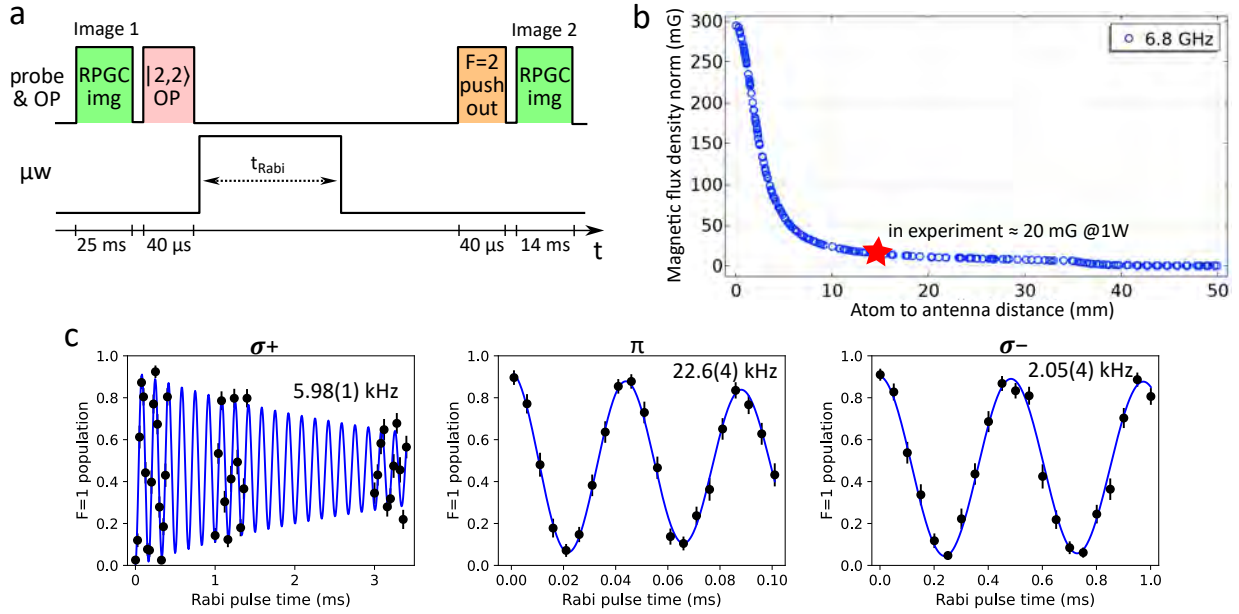 a
Image 1
Image 2
probe
& OP
RPGC
img
|2,2⟩
OP
F=2
push
out
RPGC
img
μw
t_Rabi
25 ms
40 μs
40 μs
14 ms
t
b
Magnetic flux density norm (mG)
300
250
200
150
100
50
0
6.8 GHz
in experiment ≈ 20 mG @1W
0
10
20
30
40
50
Atom to antenna distance (mm)
c
σ+
5.98(1) kHz
F=1 population
1.0
0.8
0.6
0.4
0.2
0.0
0
1
2
3
Rabi pulse time (ms)
π
22.6(4) kHz
F=1 population
1.0
0.8
0.6
0.4
0.2
0.0
0.00
0.02
0.04
0.06
0.08
0.10
Rabi pulse time (ms)
σ−
2.05(4) kHz
F=1 population
1.0
0.8
0.6
0.4
0.2
0.0
0.0
0.2
0.4
0.6
0.8
1.0
Rabi pulse time (ms)